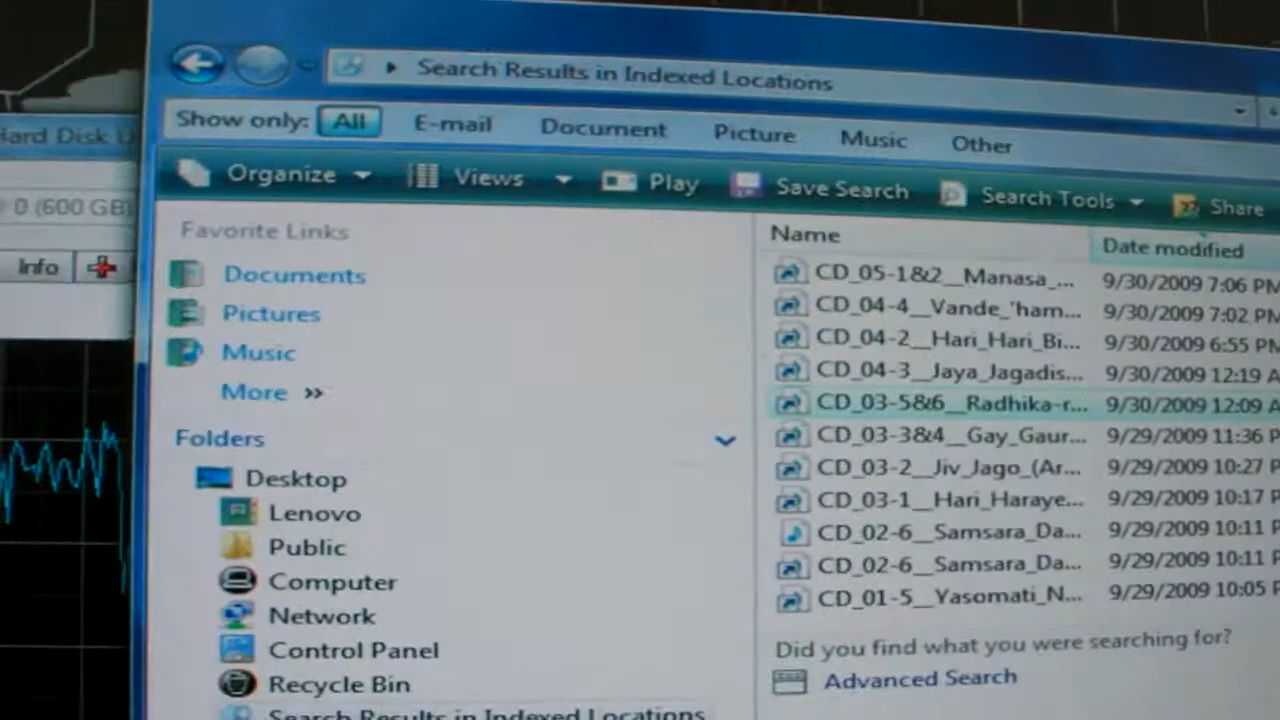 Search Results in Indexed Locations
Show only: All E-mail Document Picture Music Other
Hard Disk
Organize Views Play Save Search Search Tools Share
0 (600 GB)
Info
Favorite Links
Documents
Pictures
Music
More >>
Folders
Desktop
Lenovo
Public
Computer
Network
Control Panel
Recycle Bin
Search Results in Indexed Locations
Name Date modified
CD_05-1&2__Manasa_... 9/30/2009 7:06 PM
CD_04-4__Vande_'ham... 9/30/2009 7:02 PM
CD_04-2__Hari_Hari_Bi... 9/30/2009 6:55 PM
CD_04-3__Jaya_Jagadis... 9/30/2009 12:19 A
CD_03-5&6__Radhika-r... 9/30/2009 12:09 A
CD_03-3&4__Gay_Gaur... 9/29/2009 11:36 P
CD_03-2__Jiv_Jago_(Ar... 9/29/2009 10:27 P
CD_03-1__Hari_Haraye... 9/29/2009 10:17 P
CD_02-6__Samsara_Da... 9/29/2009 10:11 P
CD_02-6__Samsara_Da... 9/29/2009 10:11 P
CD_01-5__Yasomati_N... 9/29/2009 10:05 P
Did you find what you were searching for?
Advanced Search